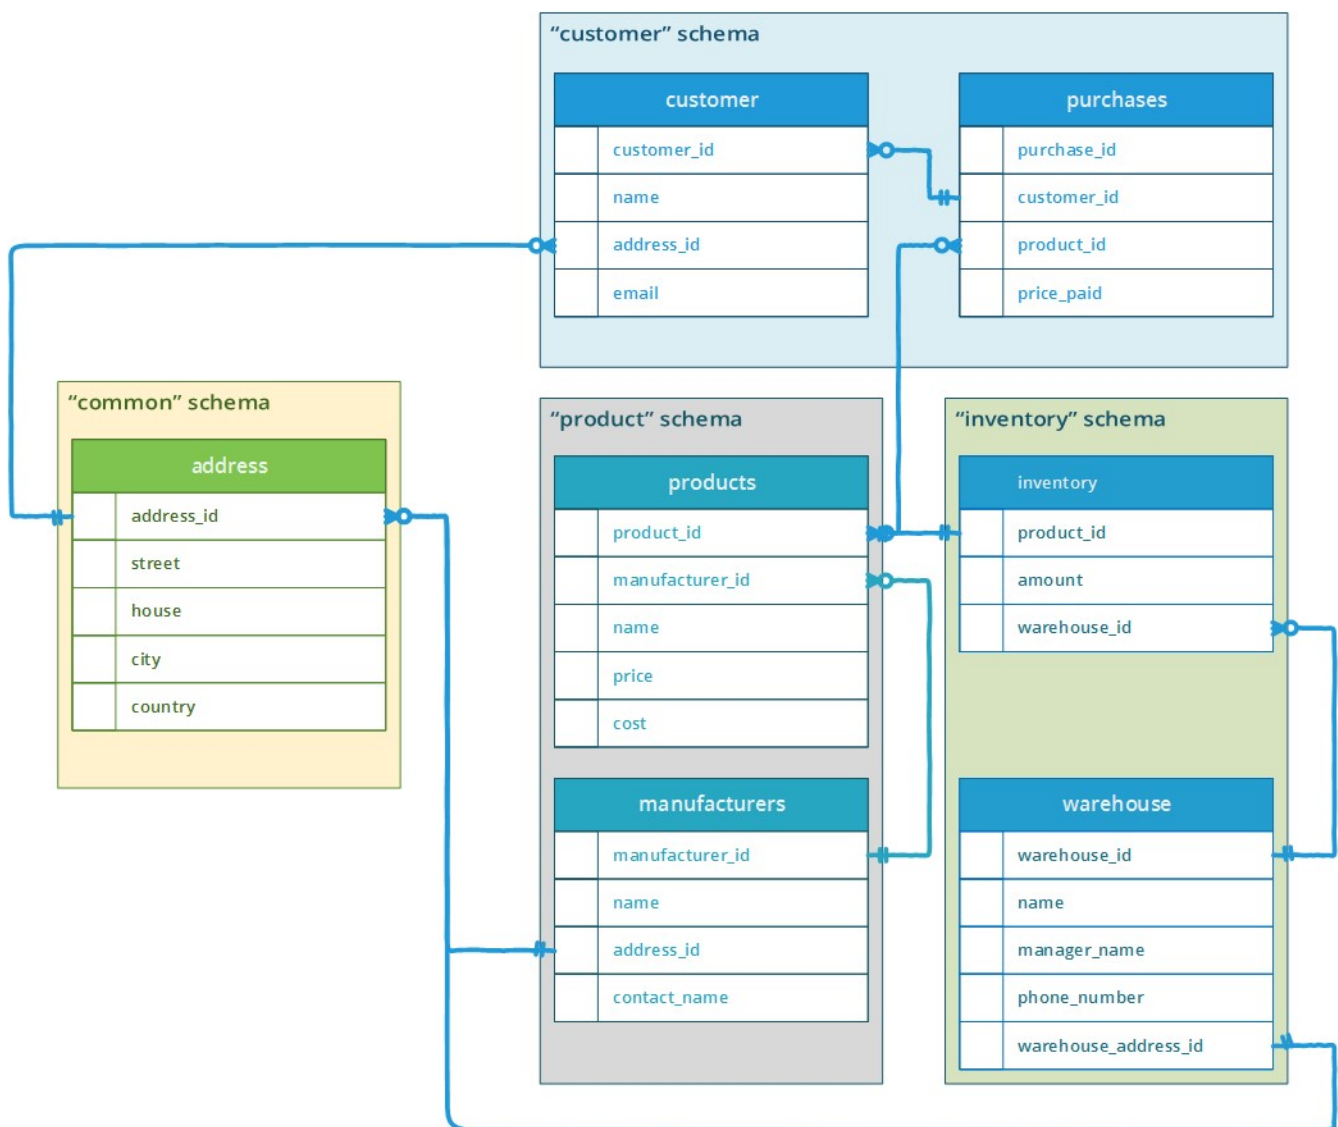 “customer” schema
customer
customer_id
name
address_id
email
purchases
purchase_id
customer_id
product_id
price_paid
“common” schema
address
address_id
street
house
city
country
“product” schema
products
product_id
manufacturer_id
name
price
cost
manufacturers
manufacturer_id
name
address_id
contact_name
“inventory” schema
inventory
product_id
amount
warehouse_id
warehouse
warehouse_id
name
manager_name
phone_number
warehouse_address_id